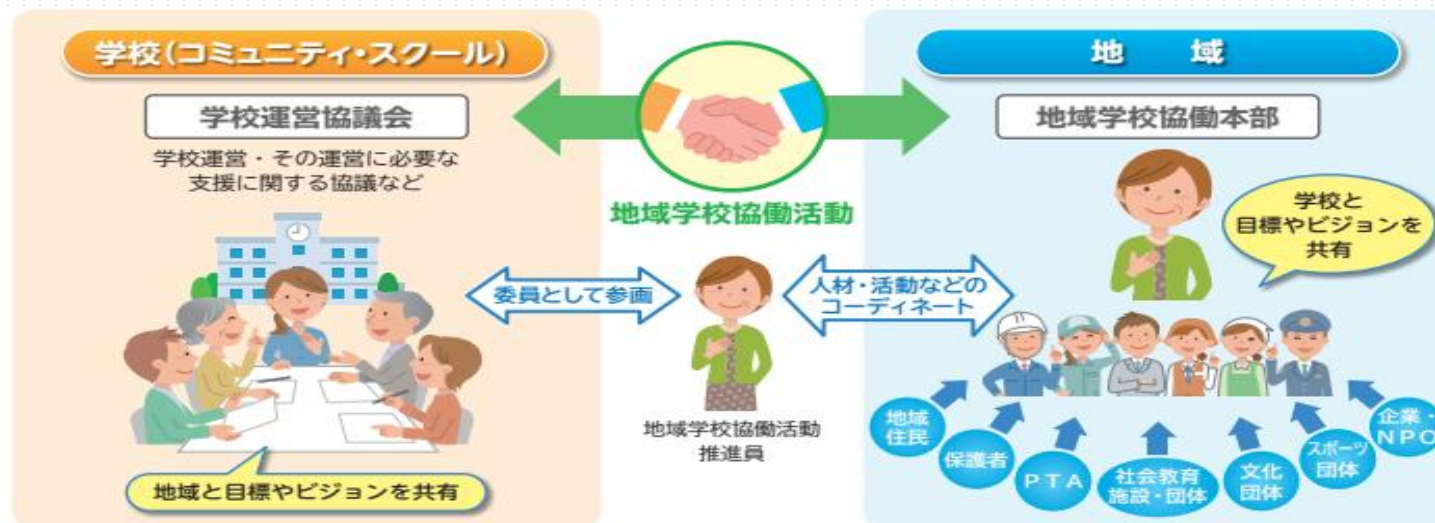 学校(コミュニティ・スクール)
学校運営協議会
学校運営・その運営に必要な
支援に関する協議など
地域と目標やビジョンを共有
地域学校協働活動
委員として参画
人材・活動などの
コーディネート
地域学校協働活動
推進員
地 域
地域学校協働本部
学校と
目標やビジョンを
共有
地域
住民
保護者
PTA
社会教育
施設・団体
文化
団体
スポーツ
団体
企業・
NPO